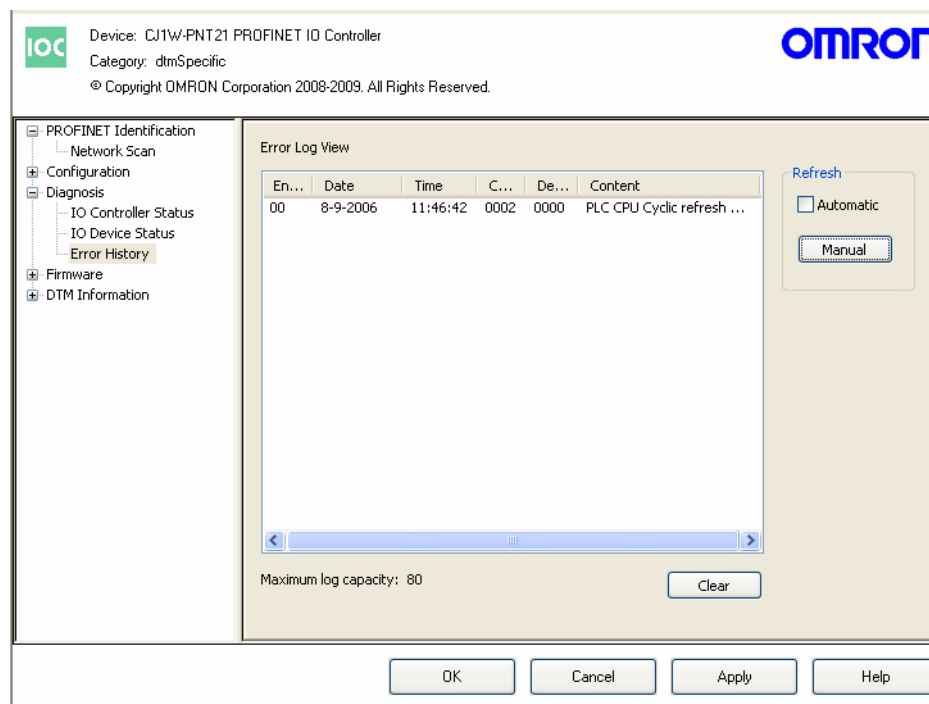 IOC
Device: CJ1W-PNT21 PROFINET IO Controller
Category: dtmSpecific
© Copyright OMRON Corporation 2008-2009. All Rights Reserved.
OMRON
PROFINET Identification
Network Scan
Configuration
Diagnosis
IO Controller Status
IO Device Status
Error History
Firmware
DTM Information
Error Log View
En... Date Time C... De... Content
00 8-9-2006 11:46:42 0002 0000 PLC CPU Cyclic refresh ...
Maximum log capacity: 80
Clear
Refresh
Automatic
Manual
OK Cancel Apply Help